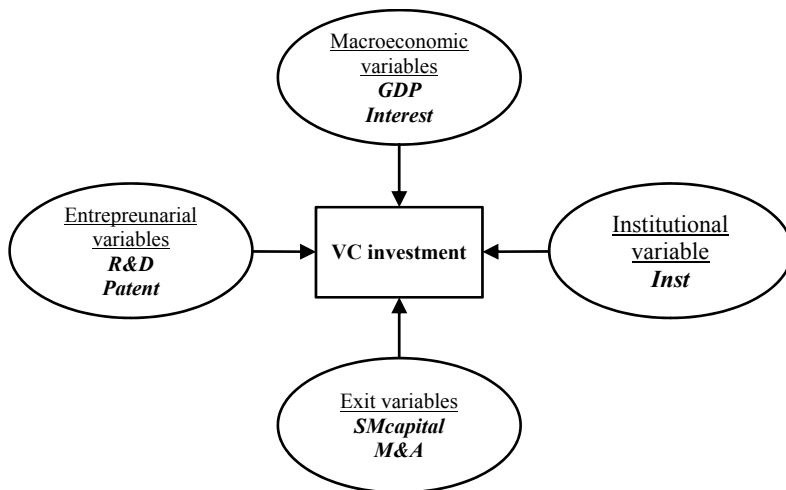 Macroeconomic
variables
GDP
Interest
Entrepreunarial
variables
R&D
Patent
VC investment
Institutional
variable
Inst
Exit variables
SMcapital
M&A